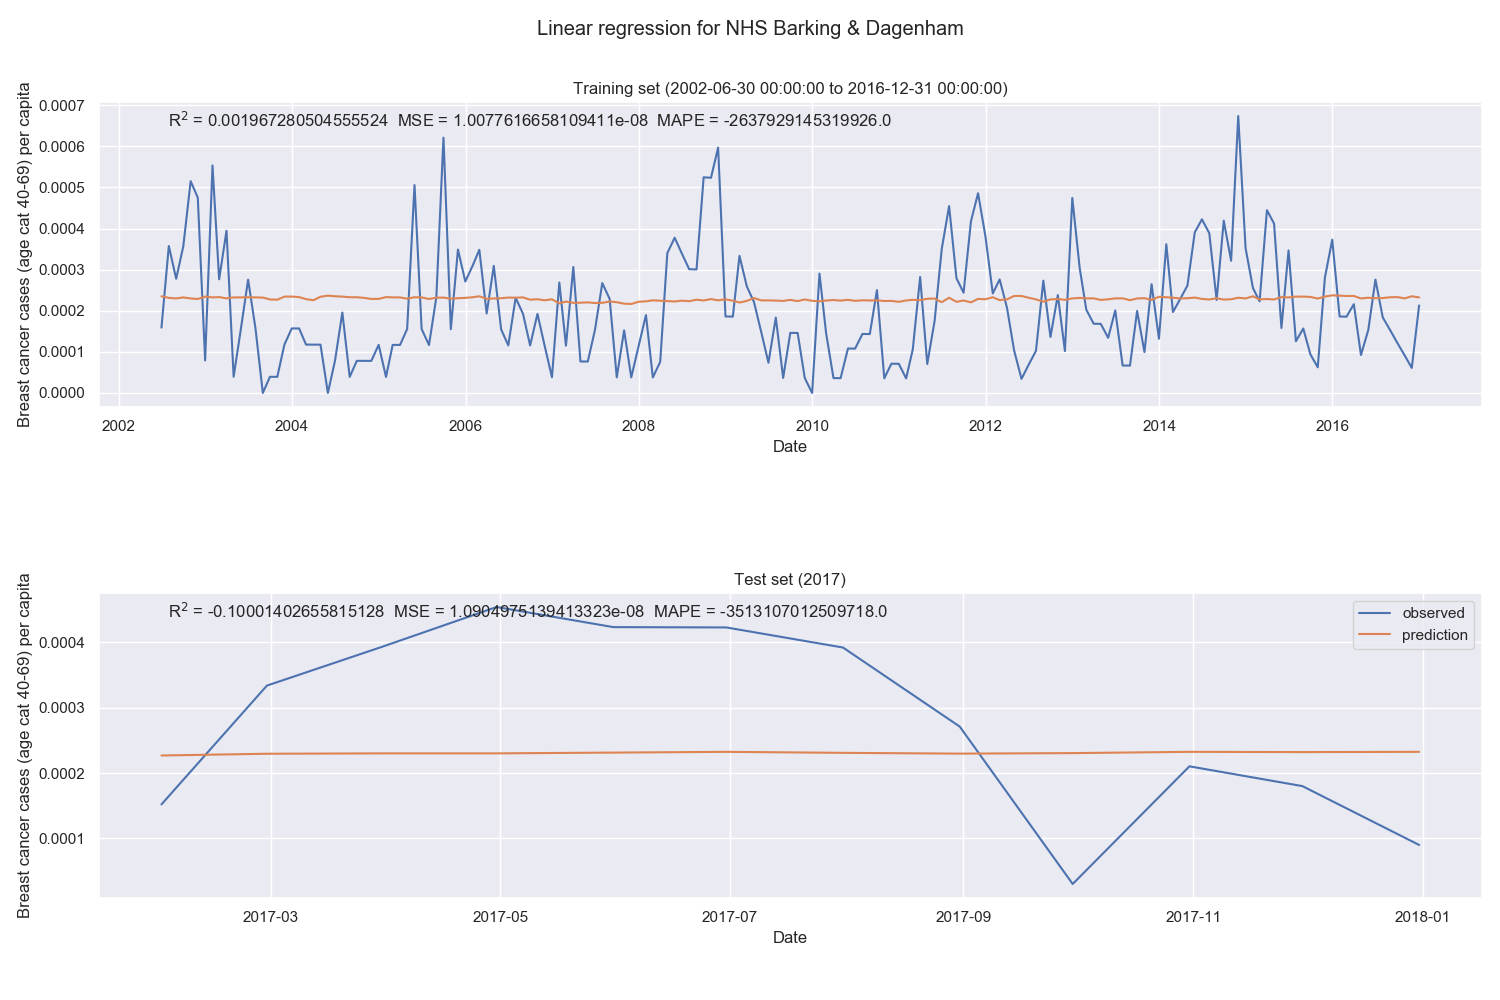 Linear regression for NHS Barking & Dagenham
Training set (2002-06-30 00:00:00 to 2016-12-31 00:00:00)
R² = 0.001967280504555524 MSE = 1.0077616658109411e-08 MAPE = -2637929145319926.0
Breast cancer cases (age cat 40-69) per capita
0.0007
0.0006
0.0005
0.0004
0.0003
0.0002
0.0001
0.0000
2002 2004 2006 2008 2010 2012 2014 2016
Date
Test set (2017)
R² = -0.10001402655815128 MSE = 1.0904575139413323e-08 MAPE = -3513107012509718.0
observed
prediction
Breast cancer cases (age cat 40-69) per capita
0.0004
0.0003
0.0002
0.0001
2017-03 2017-05 2017-07 2017-09 2017-11 2018-01
Date